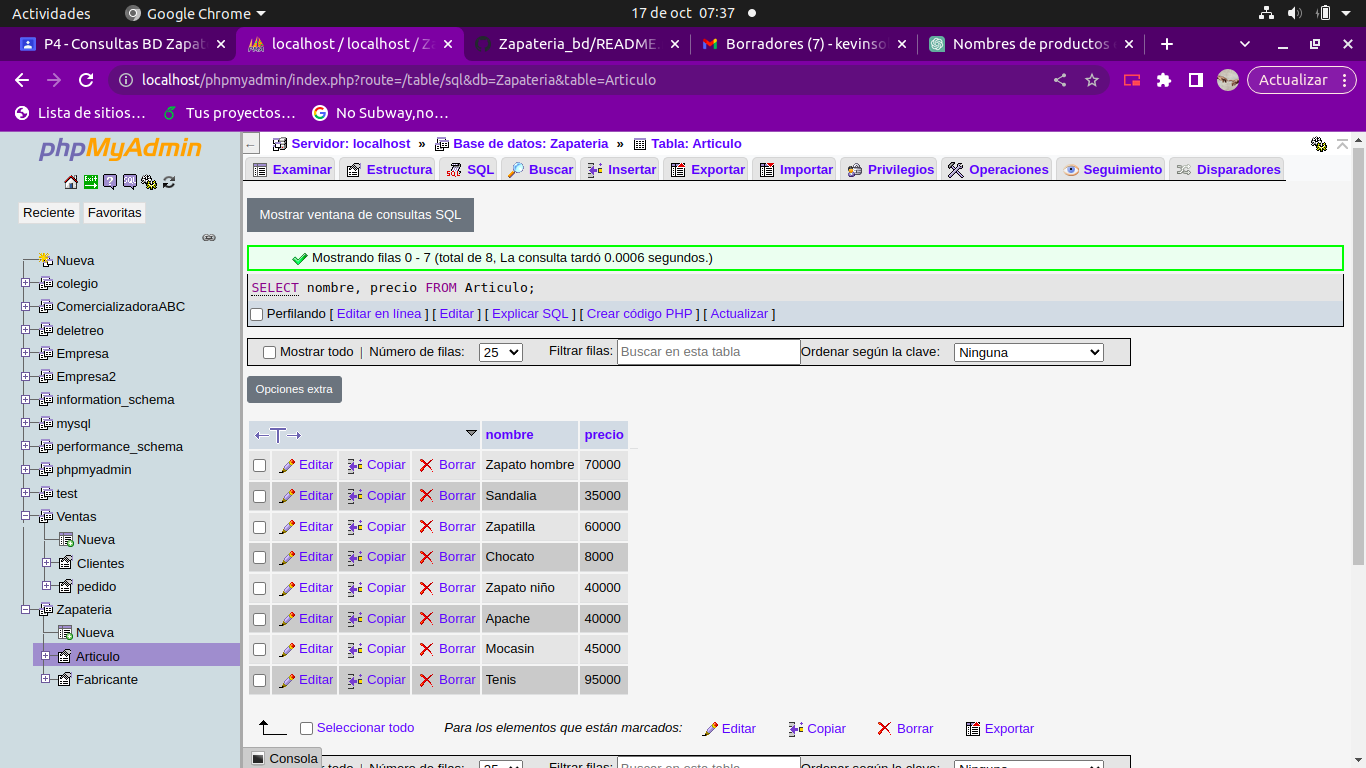 Actividades Google Chrome 17 de oct 07:37
P4 - Consultas BD Zapat localhost / localhost / Za Zapateria_bd/README. Borradores (7) - kevinsol Nombres de productos
localhost/phpmyadmin/index.php?route=/table/sql&db=Zapateria&table=Articulo Actualizar
Lista de sitios… Tus proyectos… No Subway,no…
phpMyAdmin
Reciente Favoritas
Nueva
colegio
ComercializadoraABC
deletreo
Empresa
Empresa2
information_schema
mysql
performance_schema
phpmyadmin
test
Ventas
Nueva
Clientes
pedido
Zapateria
Nueva
Articulo
Fabricante
Servidor: localhost » Base de datos: Zapateria » Tabla: Articulo
Examinar Estructura SQL Buscar Insertar Exportar Importar Privilegios Operaciones Seguimiento Disparadores
Mostrar ventana de consultas SQL
Mostrando filas 0 - 7 (total de 8, La consulta tardó 0.0006 segundos.)
SELECT nombre, precio FROM Articulo;
Perfilando [ Editar en línea ] [ Editar ] [ Explicar SQL ] [ Crear código PHP ] [ Actualizar ]
Mostrar todo | Número de filas: 25 Filtrar filas: Buscar en esta tabla Ordenar según la clave: Ninguna
Opciones extra
nombre precio
Editar Copiar Borrar Zapato hombre 70000
Editar Copiar Borrar Sandalia 35000
Editar Copiar Borrar Zapatilla 60000
Editar Copiar Borrar Chocato 8000
Editar Copiar Borrar Zapato niño 40000
Editar Copiar Borrar Apache 40000
Editar Copiar Borrar Mocasin 45000
Editar Copiar Borrar Tenis 95000
Seleccionar todo Para los elementos que están marcados: Editar Copiar Borrar Exportar
Consola todo | Número de filas: 25 Filtrar filas: Buscar en esta tabla Ordenar según la clave: Ninguna